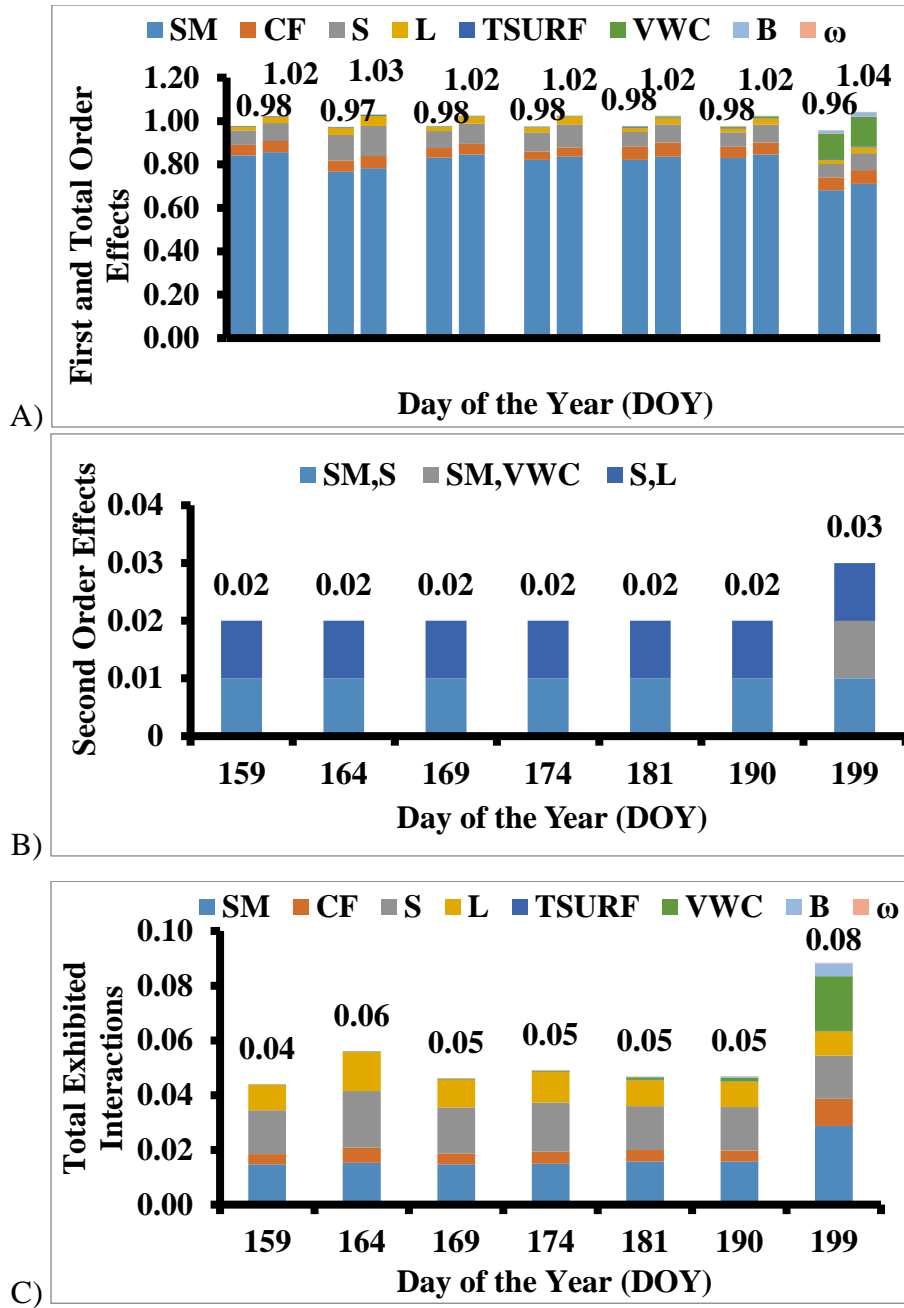 SM CF S L TSURF VWC B ω
1.20
1.00
0.80
0.60
0.40
0.20
0.00
0.98 1.02 0.97 1.03 0.98 1.02 0.98 1.02 0.98 1.02 0.98 1.02 0.96 1.04
First and Total Order
Effects
Day of the Year (DOY)
A)
SM,S SM,VWC S,L
0.04
0.03
0.02
0.01
0
0.02 0.02 0.02 0.02 0.02 0.02 0.03
Second Order Effects
159 164 169 174 181 190 199
Day of the Year (DOY)
B)
SM CF S L TSURF VWC B ω
0.10
0.08
0.06
0.04
0.02
0.00
0.04 0.06 0.05 0.05 0.05 0.05 0.08
Total Exhibited
Interactions
159 164 169 174 181 190 199
Day of the Year (DOY)
C)